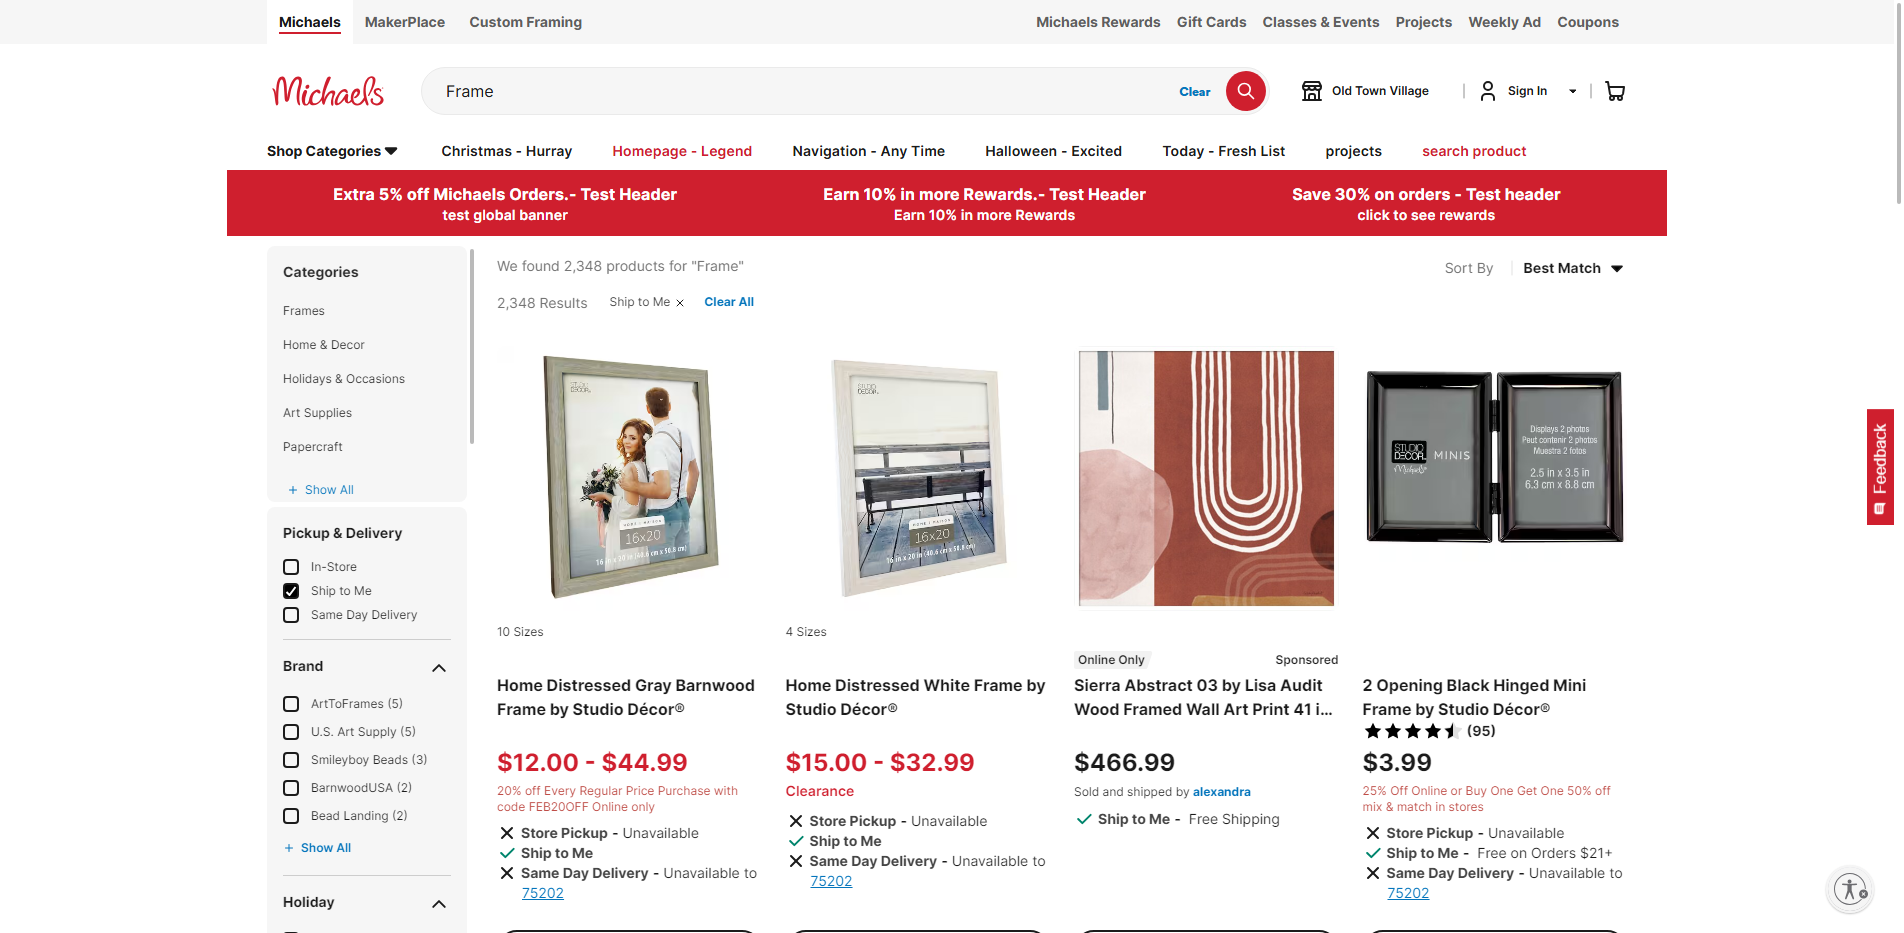 Michaels MakerPlace Custom Framing Michaels Rewards Gift Cards Classes & Events Projects Weekly Ad Coupons
Michaels Frame Clear Old Town Village Sign In
Shop Categories Christmas - Hurray Homepage - Legend Navigation - Any Time Halloween - Excited Today - Fresh List projects search product
Extra 5% off Michaels Orders.- Test Header
test global banner
Earn 10% in more Rewards.- Test Header
Earn 10% in more Rewards
Save 30% on orders - Test header
click to see rewards
Categories
Frames
Home & Decor
Holidays & Occasions
Art Supplies
Papercraft
+ Show All
Pickup & Delivery
In-Store
Ship to Me
Same Day Delivery
Brand
ArtToFrames (5)
U.S. Art Supply (5)
Smileyboy Beads (3)
BarnwoodUSA (2)
Bead Landing (2)
+ Show All
Holiday
We found 2,348 products for "Frame"
Sort By Best Match
2,348 Results Ship to Me × Clear All
STUDIO
DECOR
HOME | MAISON
16x20
16 in x 20 in (40.6 cm x 50.8 cm)
10 Sizes
Home Distressed Gray Barnwood
Frame by Studio Décor®
$12.00 - $44.99
20% off Every Regular Price Purchase with
code FEB20OFF Online only
Store Pickup - Unavailable
Ship to Me
Same Day Delivery - Unavailable to
75202
STUDIO
DECOR
HOME | MAISON
16x20
16 in x 20 in (40.6 cm x 50.8 cm)
4 Sizes
Home Distressed White Frame by
Studio Décor®
$15.00 - $32.99
Clearance
Store Pickup - Unavailable
Ship to Me
Same Day Delivery - Unavailable to
75202
Online Only Sponsored
Sierra Abstract 03 by Lisa Audit
Wood Framed Wall Art Print 41 i...
$466.99
Sold and shipped by alexandra
Ship to Me - Free Shipping
STUDIO
DECOR
Michaels
MINIS
Displays 2 photos
Peut contenir 2 photos
Muestra 2 fotos
2.5 in x 3.5 in
6.3 cm x 8.8 cm
2 Opening Black Hinged Mini
Frame by Studio Décor®
(95)
$3.99
25% Off Online or Buy One Get One 50% off
mix & match in stores
Store Pickup - Unavailable
Ship to Me - Free on Orders $21+
Same Day Delivery - Unavailable to
75202
Feedback